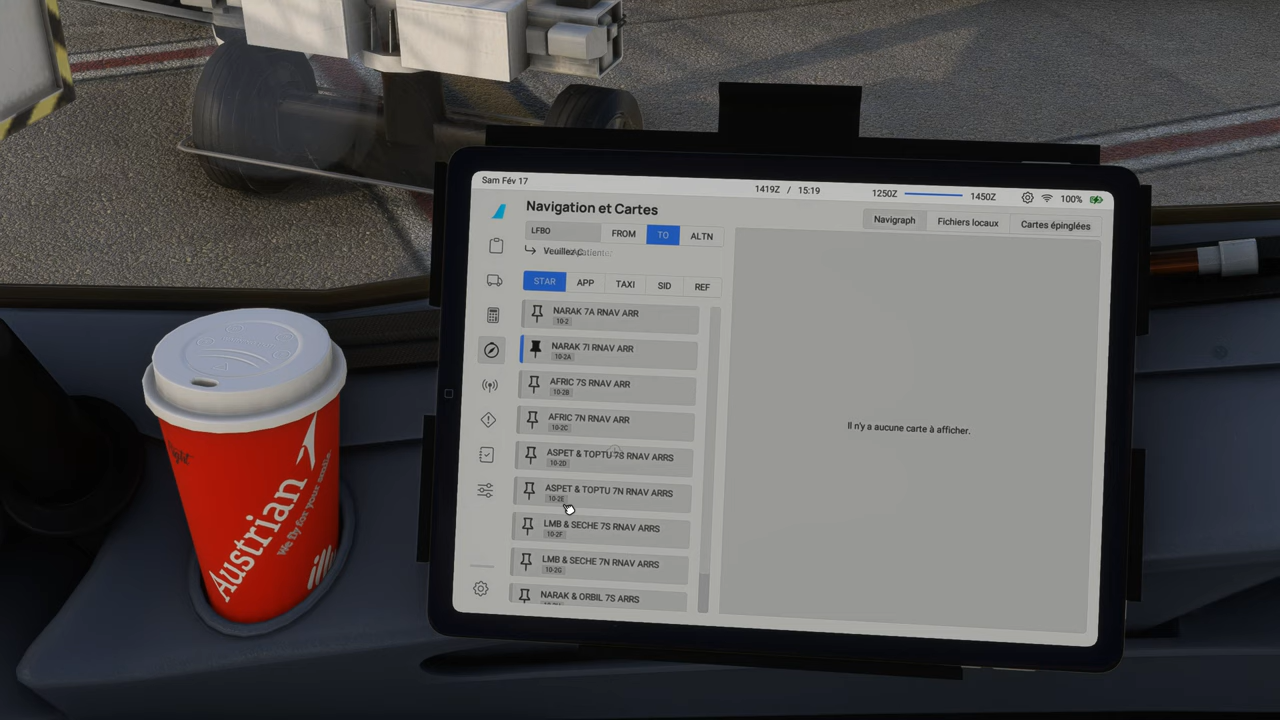 Sam Fév 17
1419Z / 15:19
1250Z
1450Z
100%
Navigation et Cartes
Navigraph
Fichiers locaux
Cartes épinglées
LFBO
FROM
TO
ALTN
STAR
APP
TAXI
SID
REF
NARAK 7A RNAV ARR
10-2
NARAK 7I RNAV ARR
10-2A
AFRIC 7S RNAV ARR
10-2B
AFRIC 7N RNAV ARR
10-2C
ASPET & TOPTU 7S RNAV ARRS
10-2D
ASPET & TOPTU 7N RNAV ARRS
10-2E
LMB & SECHE 7S RNAV ARRS
10-2F
LMB & SECHE 7N RNAV ARRS
10-2G
NARAK & ORBIL 7S ARRS
Il n'y a aucune carte à afficher.
Austrian
We fly for your smile.